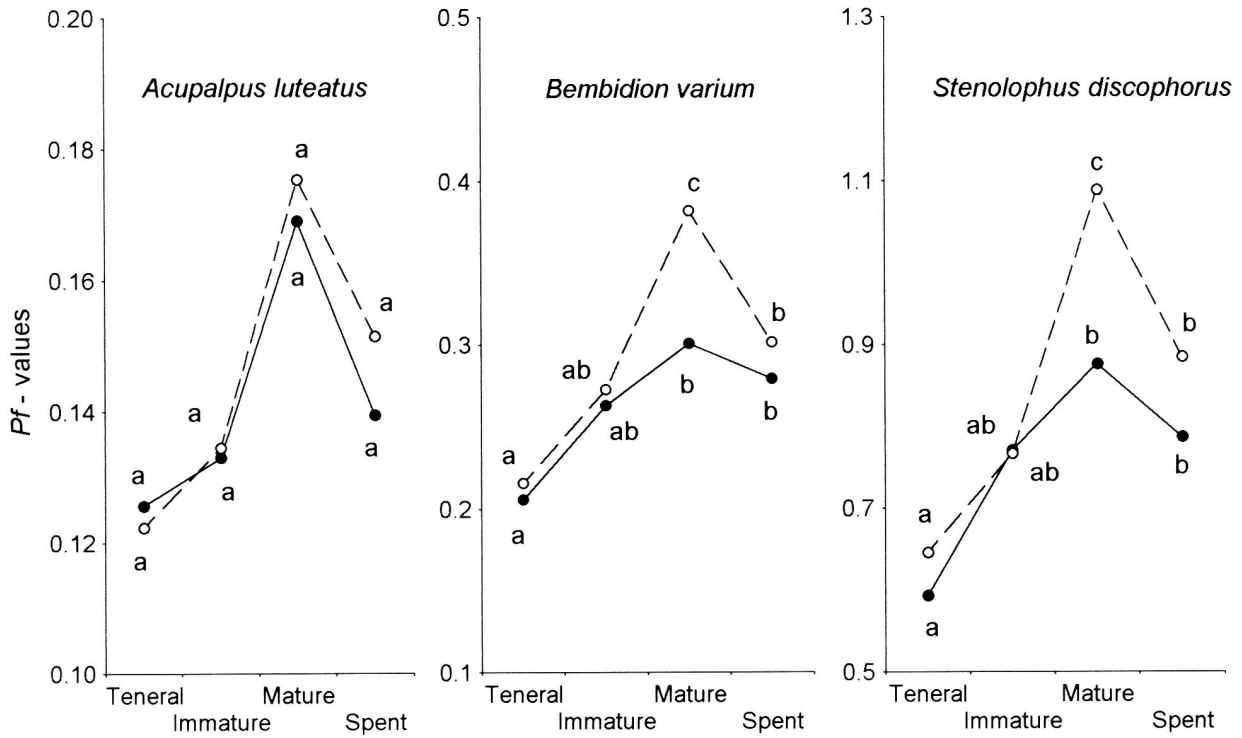 Pf - values
0.20
0.18
0.16
0.14
0.12
0.10
Acupalpus luteatus
a
a
a
a
a
a
a
a
Teneral
Immature
Mature
Spent
0.5
0.4
0.3
0.2
0.1
Bembidion varium
c
b
ab
b
b
ab
a
a
Teneral
Immature
Mature
Spent
1.3
1.1
0.9
0.7
0.5
Stenolophus discophorus
c
b
b
ab
ab
b
a
a
Teneral
Immature
Mature
Spent